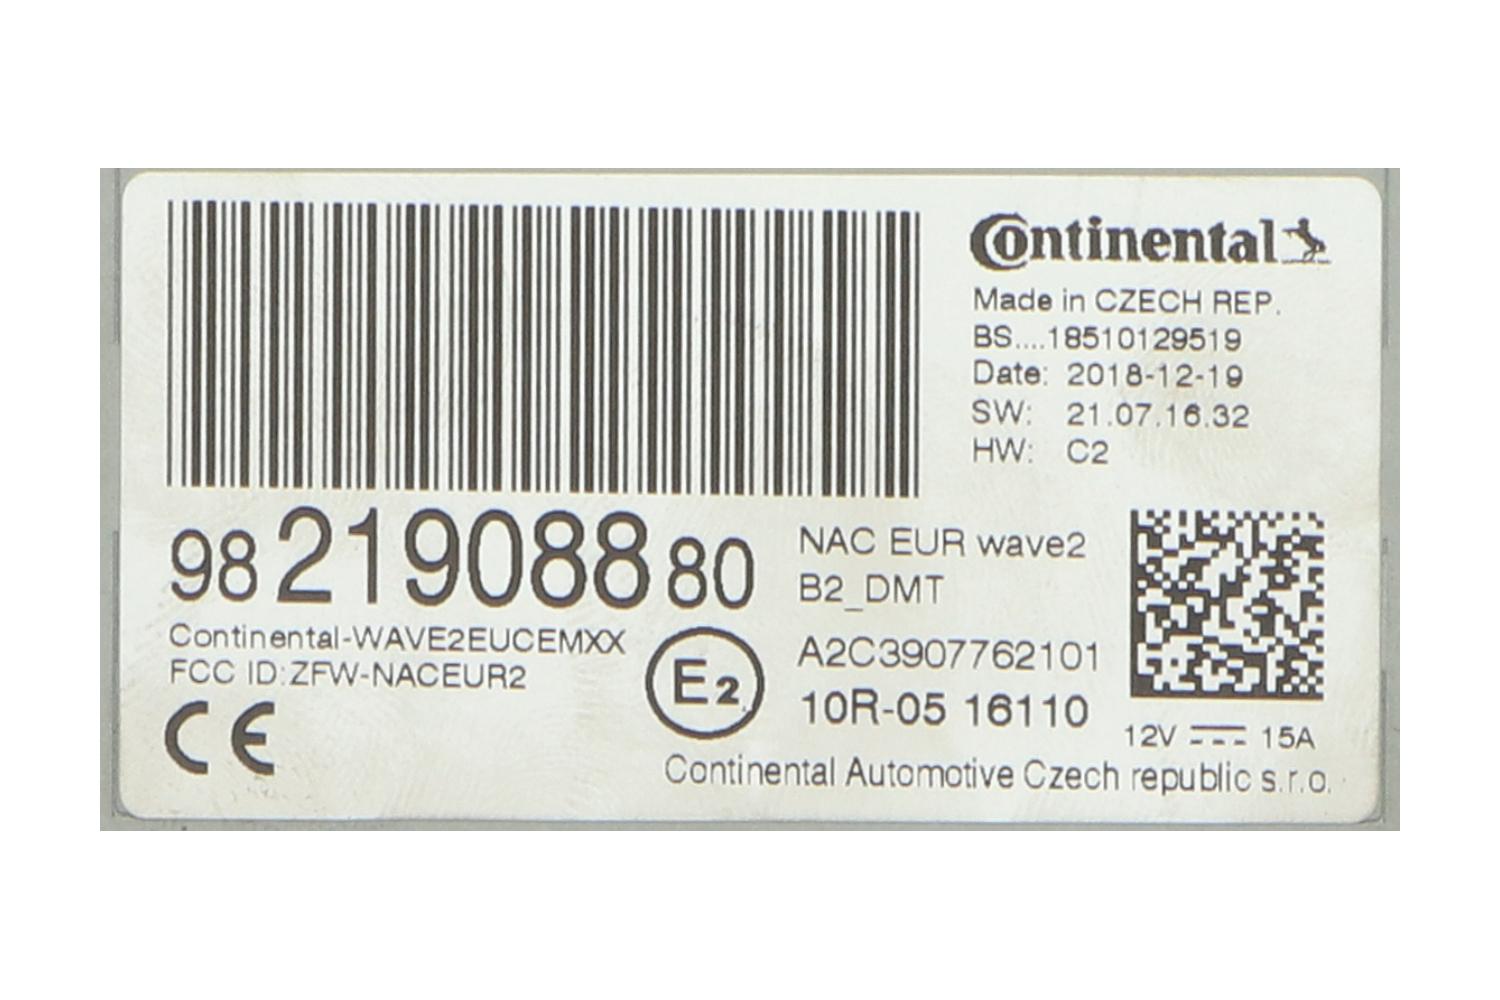 Continental
Made in CZECH REP.
BS....18510129519
Date: 2018-12-19
SW: 21.07.16.32
HW: C2
98 219088 80
NAC EUR wave2
B2_DMT
Continental-WAVE2EUCEMXX
FCC ID:ZFW-NACEUR2
E2
A2C3907762101
10R-05 16110
CE
12V 15A
Continental Automotive Czech republic s.r.o.